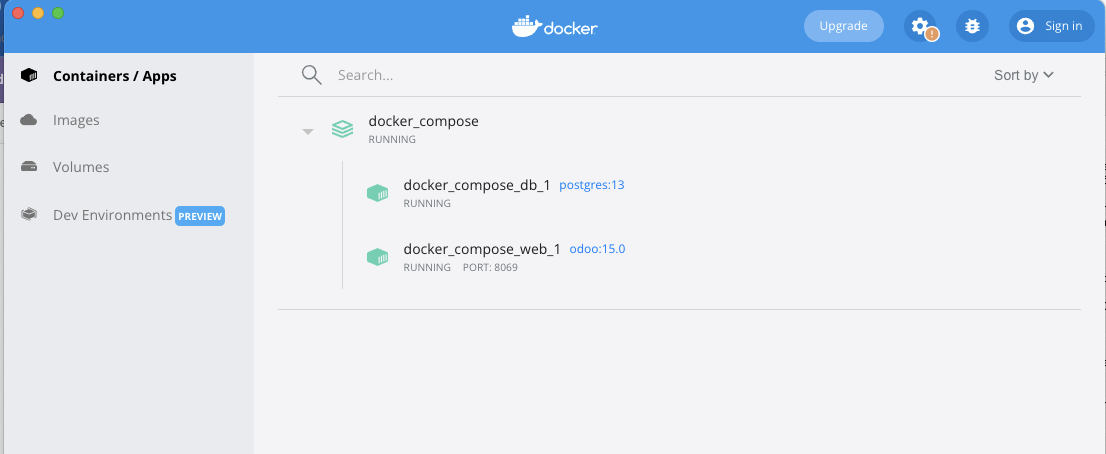 docker
Upgrade
Sign in
Containers / Apps
Images
Volumes
Dev Environments PREVIEW
Search...
Sort by
docker_compose
RUNNING
docker_compose_db_1 postgres:13
RUNNING
docker_compose_web_1 odoo:15.0
RUNNING PORT: 8069